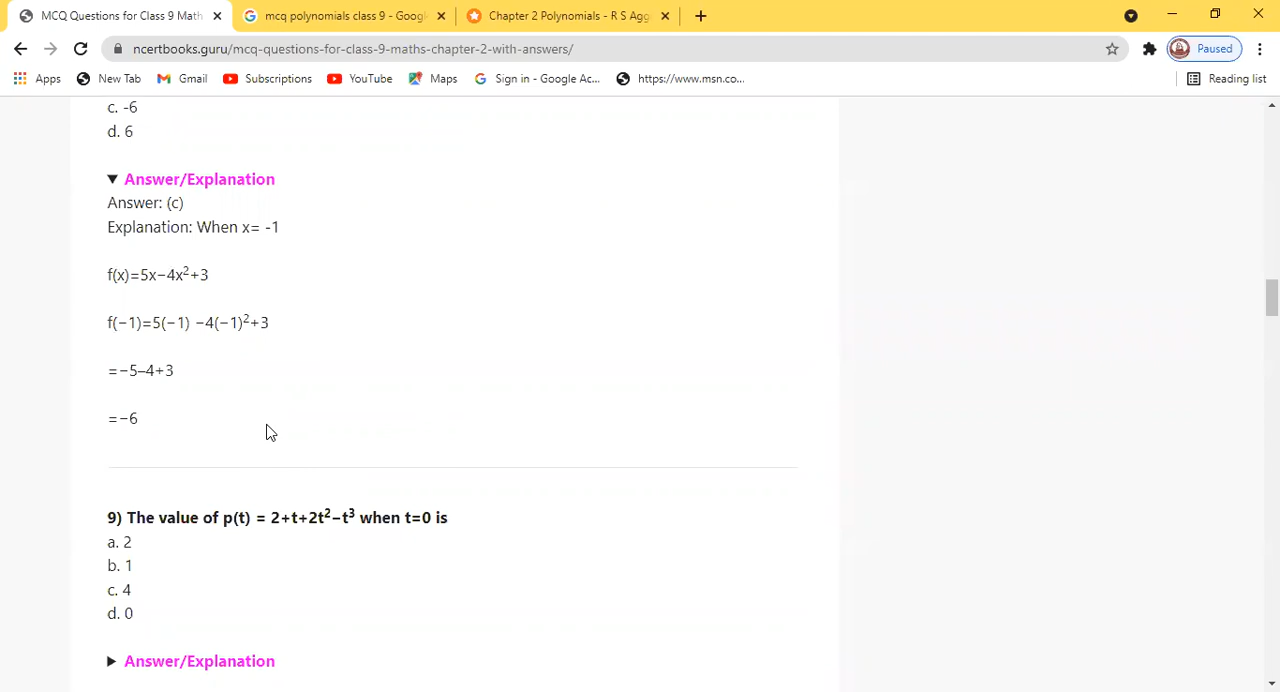 MCQ Questions for Class 9 Math
mcq polynomials class 9 - Googl
Chapter 2 Polynomials - R S Agg
ncertbooks.guru/mcq-questions-for-class-9-maths-chapter-2-with-answers/
Paused
Apps
New Tab
Gmail
Subscriptions
YouTube
Maps
Sign in - Google Ac...
https://www.msn.co...
Reading list
c. -6
d. 6
Answer/Explanation
Answer: (c)
Explanation: When x= -1
f(x)=5x−4x²+3
f(−1)=5(−1) −4(−1)²+3
=−5–4+3
=−6
9) The value of p(t) = 2+t+2t²−t³ when t=0 is
a. 2
b. 1
c. 4
d. 0
Answer/Explanation